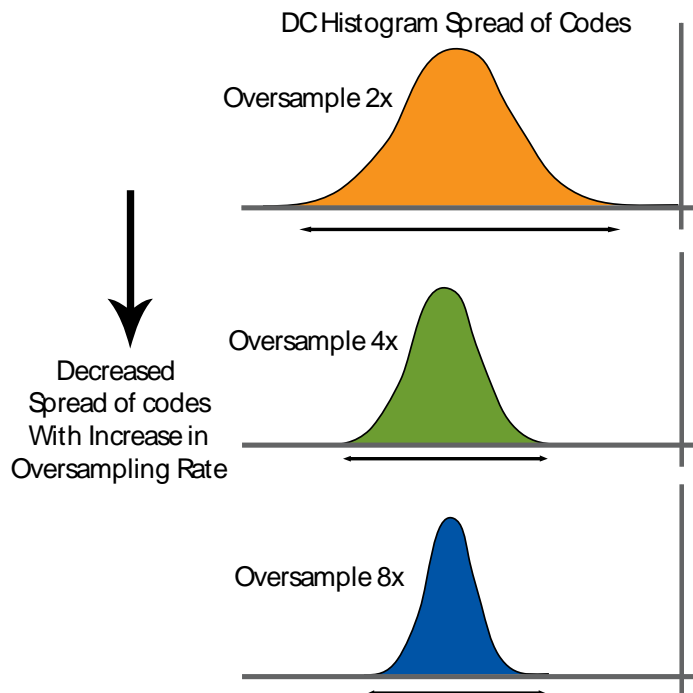 DC Histogram Spread of Codes
Oversample 2x
Oversample 4x
Decreased
Spread of codes
With Increase in
Oversampling Rate
Oversample 8x